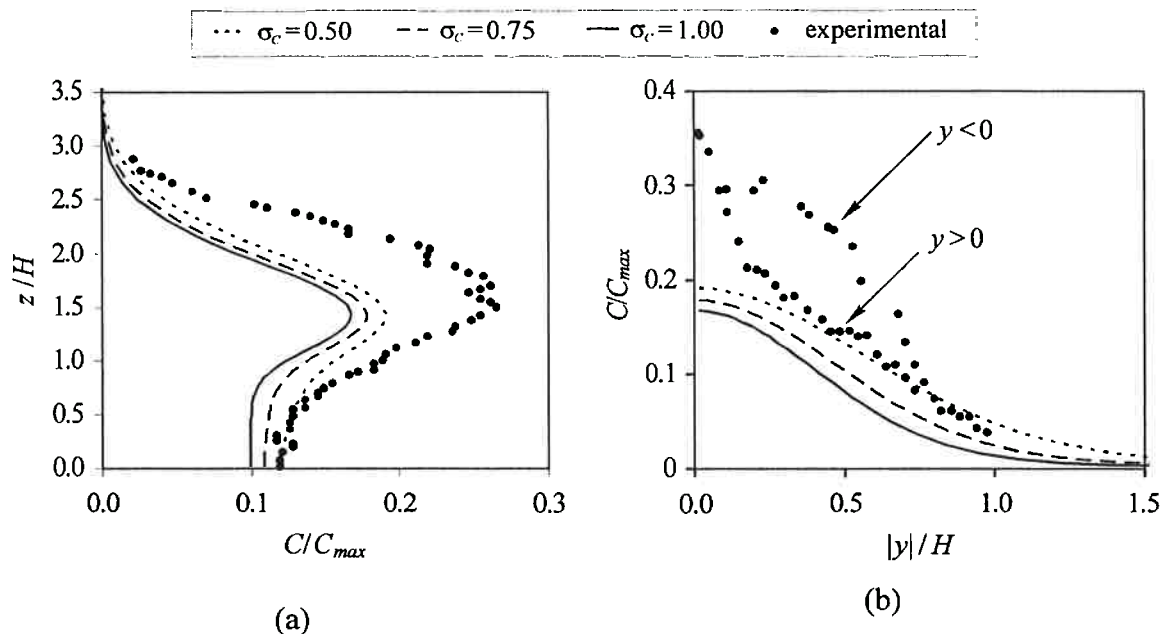 σc=0.50 σc=0.75 σc=1.00 experimental
z/H
3.5
3.0
2.5
2.0
1.5
1.0
0.5
0.0
0.0 0.1 0.2 0.3
C/Cmax
(a)
C/Cmax
0.4
0.3
0.2
0.1
0
y<0
y>0
0.0 0.5 1.0 1.5
|y|/H
(b)